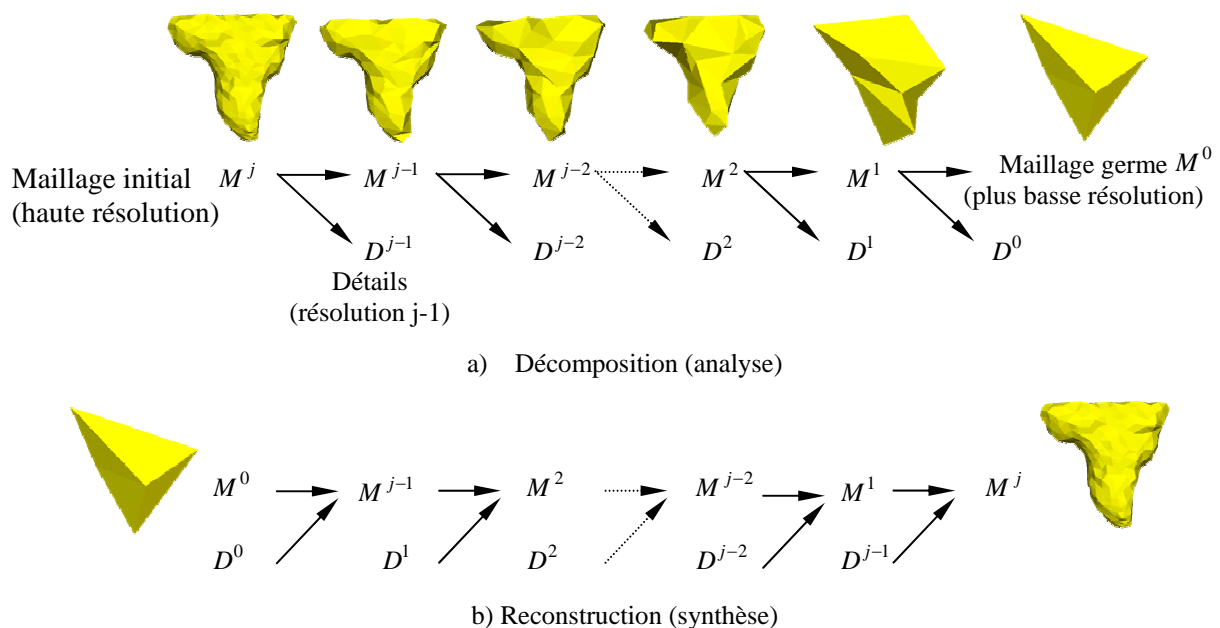 Maillage initial M^j M^{j-1} M^{j-2} M^2 M^1 Maillage germe M^0
(haute résolution) (plus basse résolution)
D^{j-1} D^{j-2} D^2 D^1 D^0
Détails
(résolution j-1)
a) Décomposition (analyse)
M^0 M^{j-1} M^2 M^{j-2} M^1 M^j
D^0 D^1 D^2 D^{j-2} D^{j-1}
b) Reconstruction (synthèse)